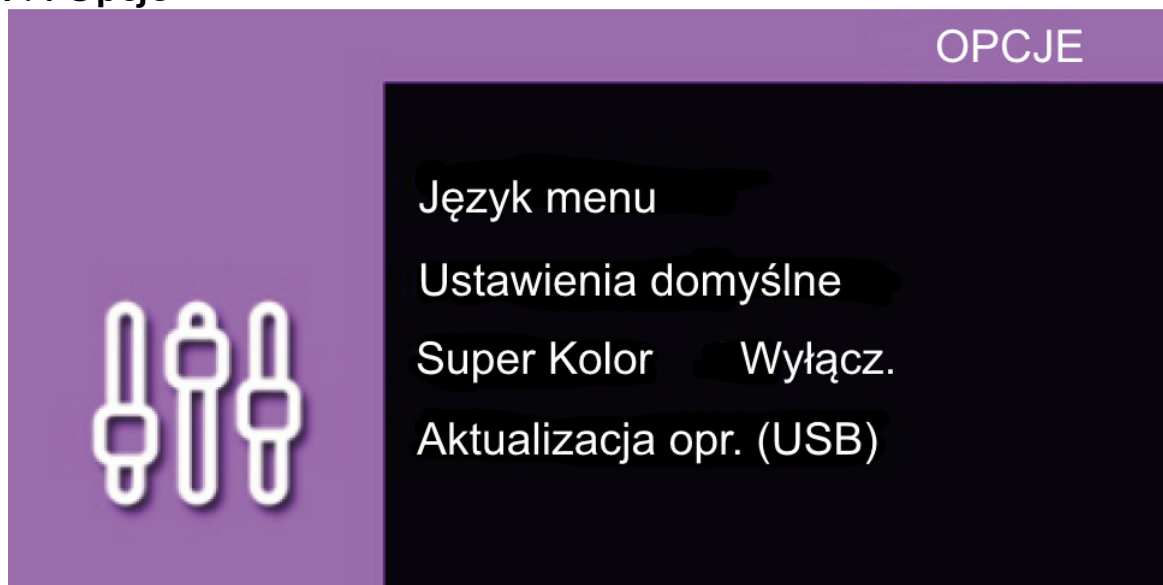 OPCJE
Język menu
Ustawienia domyślne
Super Kolor Wyłącz.
Aktualizacja opr. (USB)